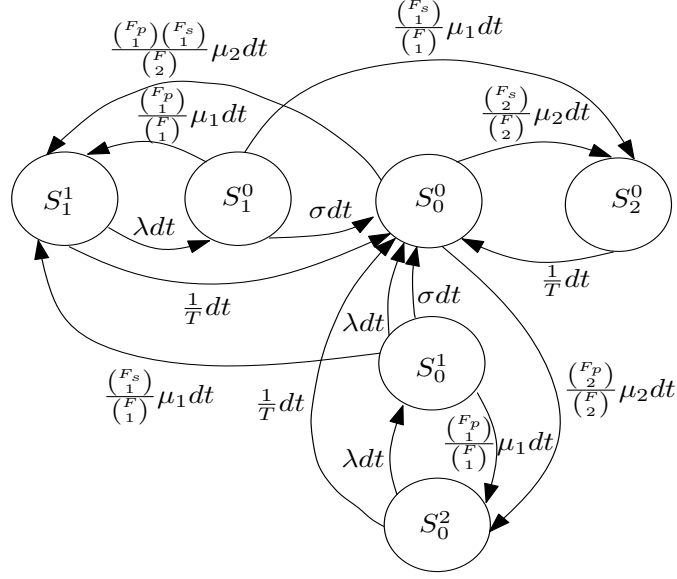 $\frac{\binom{F_p}{1}\binom{F_s}{1}}{\binom{F}{2}}\mu_2 dt$
$\frac{\binom{F_s}{1}}{\binom{F}{1}}\mu_1 dt$
$\frac{\binom{F_p}{1}}{\binom{F}{1}}\mu_1 dt$
$\frac{\binom{F_s}{2}}{\binom{F}{2}}\mu_2 dt$
$S_1^1$
$S_1^0$
$S_0^0$
$S_2^0$
$\lambda dt$
$\sigma dt$
$\frac{1}{T}dt$
$\frac{1}{T}dt$
$\lambda dt$
$\sigma dt$
$S_0^1$
$\frac{\binom{F_s}{1}}{\binom{F}{1}}\mu_1 dt$
$\frac{1}{T}dt$
$\frac{\binom{F_p}{2}}{\binom{F}{2}}\mu_2 dt$
$\lambda dt$
$\frac{\binom{F_p}{1}}{\binom{F}{1}}\mu_1 dt$
$S_0^2$